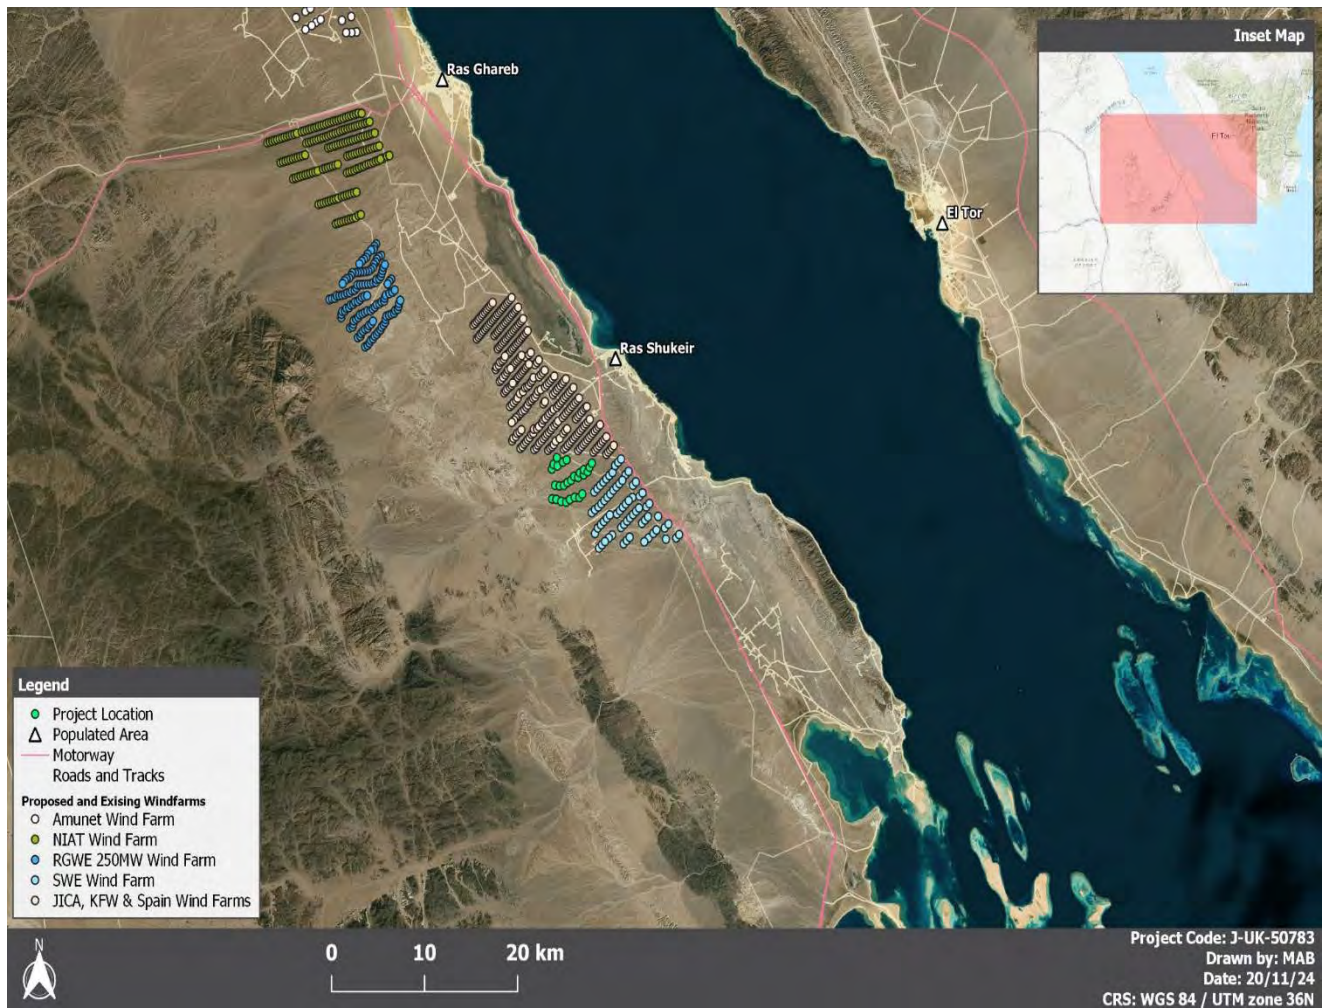 Ras Ghareb
El Tor
Ras Shukeir
Inset Map
El Tor
Legend
Project Location
Populated Area
Motorway
Roads and Tracks
Proposed and Exising Windfarms
Amunet Wind Farm
NIAT Wind Farm
RGWE 250MW Wind Farm
SWE Wind Farm
JICA, KFW & Spain Wind Farms
N
0 10 20 km
Project Code: J-UK-50783
Drawn by: MAB
Date: 20/11/24
CRS: WGS 84 / UTM zone 36N